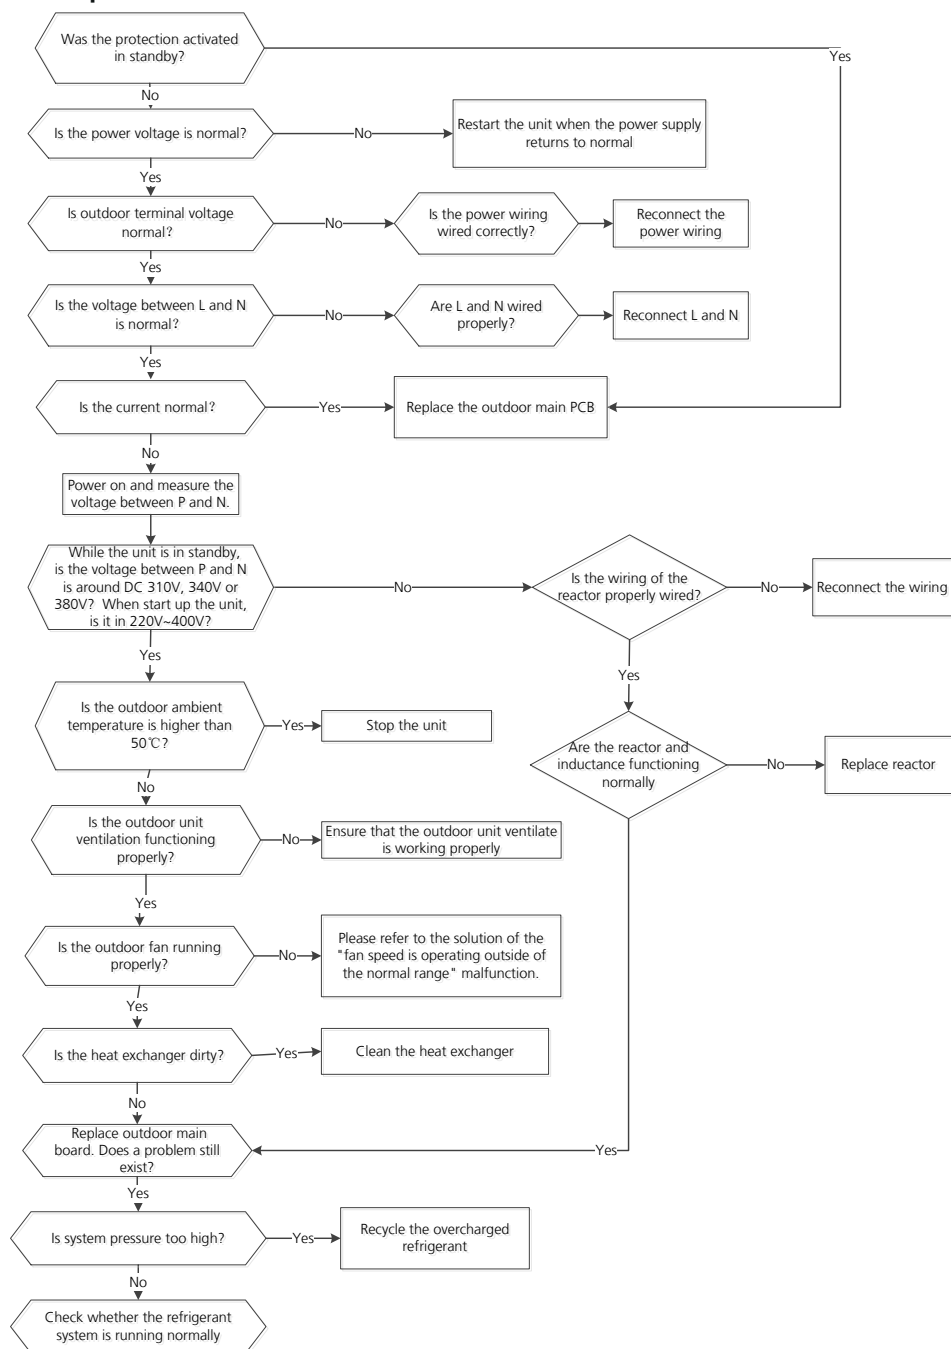 Was the protection activated
in standby?
Yes
No
Is the power voltage is normal?
No
Restart the unit when the power supply
returns to normal
Yes
Is outdoor terminal voltage
normal?
No
Is the power wiring
wired correctly?
Reconnect the
power wiring
Yes
Is the voltage between L and N
is normal?
No
Are L and N wired
properly?
Reconnect L and N
Yes
Is the current normal?
Yes
Replace the outdoor main PCB
No
Power on and measure the
voltage between P and N.
While the unit is in standby,
is the voltage between P and N
is around DC 310V, 340V or
380V?  When start up the unit,
is it in 220V~400V?
No
Is the wiring of the
reactor properly wired?
No
Reconnect the wiring
Yes
Yes
Is the outdoor ambient
temperature is higher than
50℃?
Yes
Stop the unit
Are the reactor and
inductance functioning
normally
No
Replace reactor
No
Is the outdoor unit
ventilation functioning
properly?
No
Ensure that the outdoor unit ventilate
is working properly
Yes
Is the outdoor fan running
properly?
No
Please refer to the solution of the
"fan speed is operating outside of
the normal range" malfunction.
Yes
Is the heat exchanger dirty?
Yes
Clean the heat exchanger
No
Replace outdoor main
board. Does a problem still
exist?
Yes
Yes
Is system pressure too high?
Yes
Recycle the overcharged
refrigerant
No
Check whether the refrigerant
system is running normally